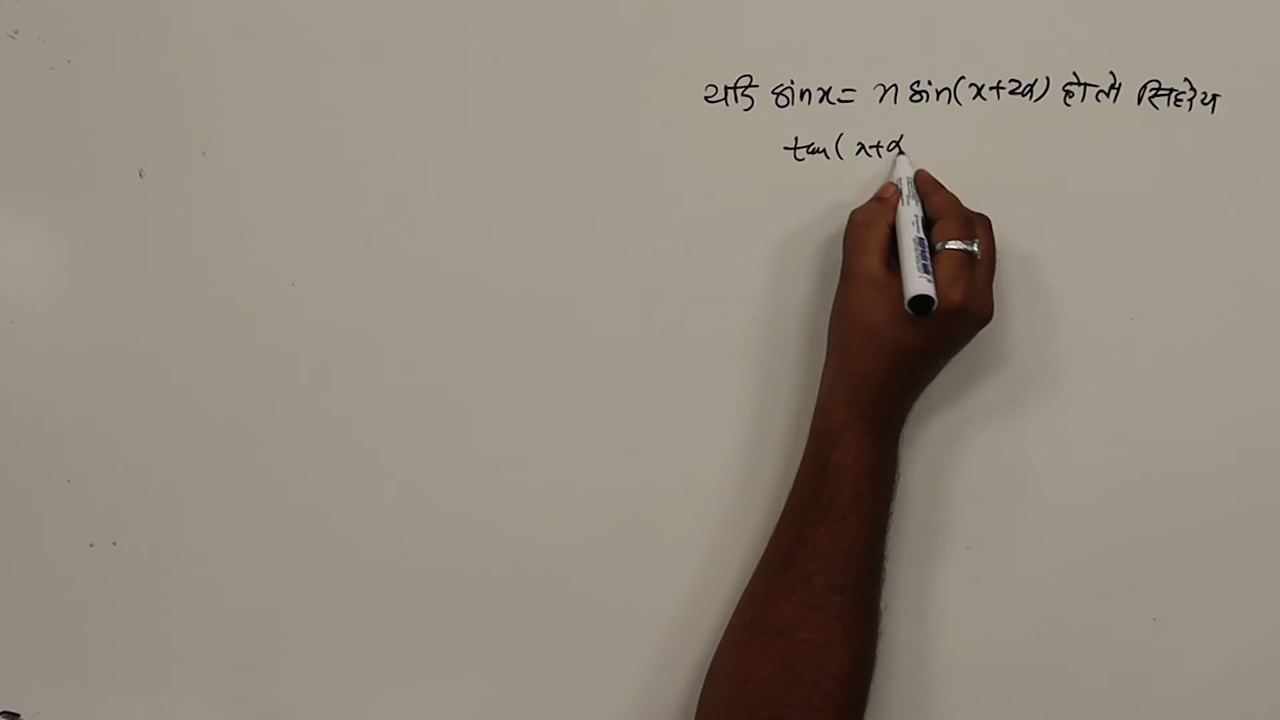 यदि sinx = n sin(x+2α) हो तो सिद्ध
tan( x+α